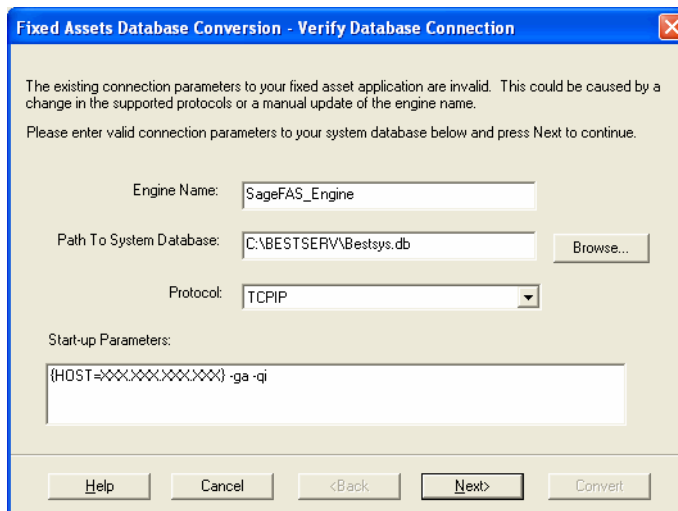 Fixed Assets Database Conversion - Verify Database Connection
The existing connection parameters to your fixed asset application are invalid. This could be caused by a
change in the supported protocols or a manual update of the engine name.
Please enter valid connection parameters to your system database below and press Next to continue.
Engine Name: SageFAS_Engine
Path To System Database: C:\BESTSERV\Bestsys.db Browse...
Protocol: TCPIP
Start-up Parameters:
{HOST=XXX.XXX.XXX.XXX} -ga -qi
Help Cancel <Back Next> Convert